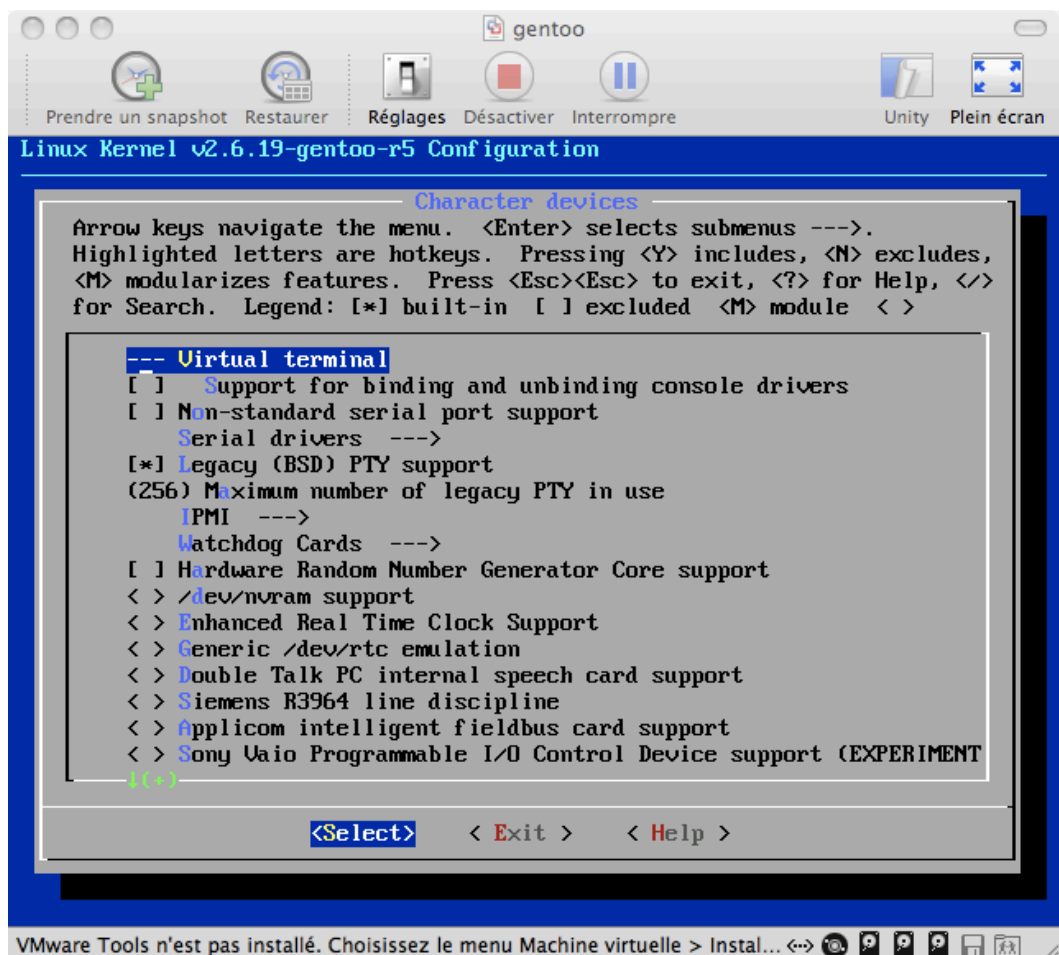 gentoo
Prendre un snapshot Restaurer Réglages Désactiver Interrompre Unity Plein écran
Linux Kernel v2.6.19-gentoo-r5 Configuration
Character devices
Arrow keys navigate the menu.  <Enter> selects submenus --->.
Highlighted letters are hotkeys.  Pressing <Y> includes, <N> excludes,
<M> modularizes features.  Press <Esc><Esc> to exit, <?> for Help, </>
for Search.  Legend: [*] built-in  [ ] excluded  <M> module  < >
--- Virtual terminal
[ ]   Support for binding and unbinding console drivers
[ ] Non-standard serial port support
Serial drivers  --->
[*] Legacy (BSD) PTY support
(256) Maximum number of legacy PTY in use
IPMI  --->
Watchdog Cards  --->
[ ] Hardware Random Number Generator Core support
< > /dev/nvram support
< > Enhanced Real Time Clock Support
< > Generic /dev/rtc emulation
< > Double Talk PC internal speech card support
< > Siemens R3964 line discipline
< > Applicom intelligent fieldbus card support
< > Sony Vaio Programmable I/O Control Device support (EXPERIMENT
↓(+)
<Select>    < Exit >    < Help >
VMware Tools n'est pas installé. Choisissez le menu Machine virtuelle > Instal...